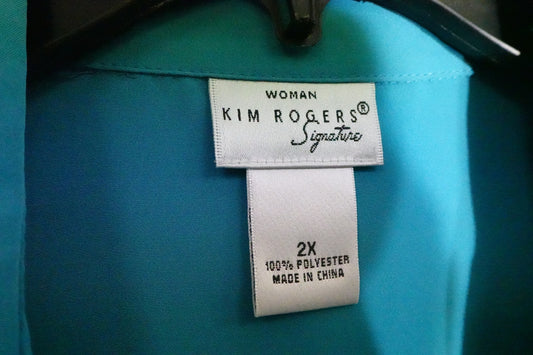 WOMAN
KIM ROGERS®
Signature
2X
100% POLYESTER
MADE IN CHINA